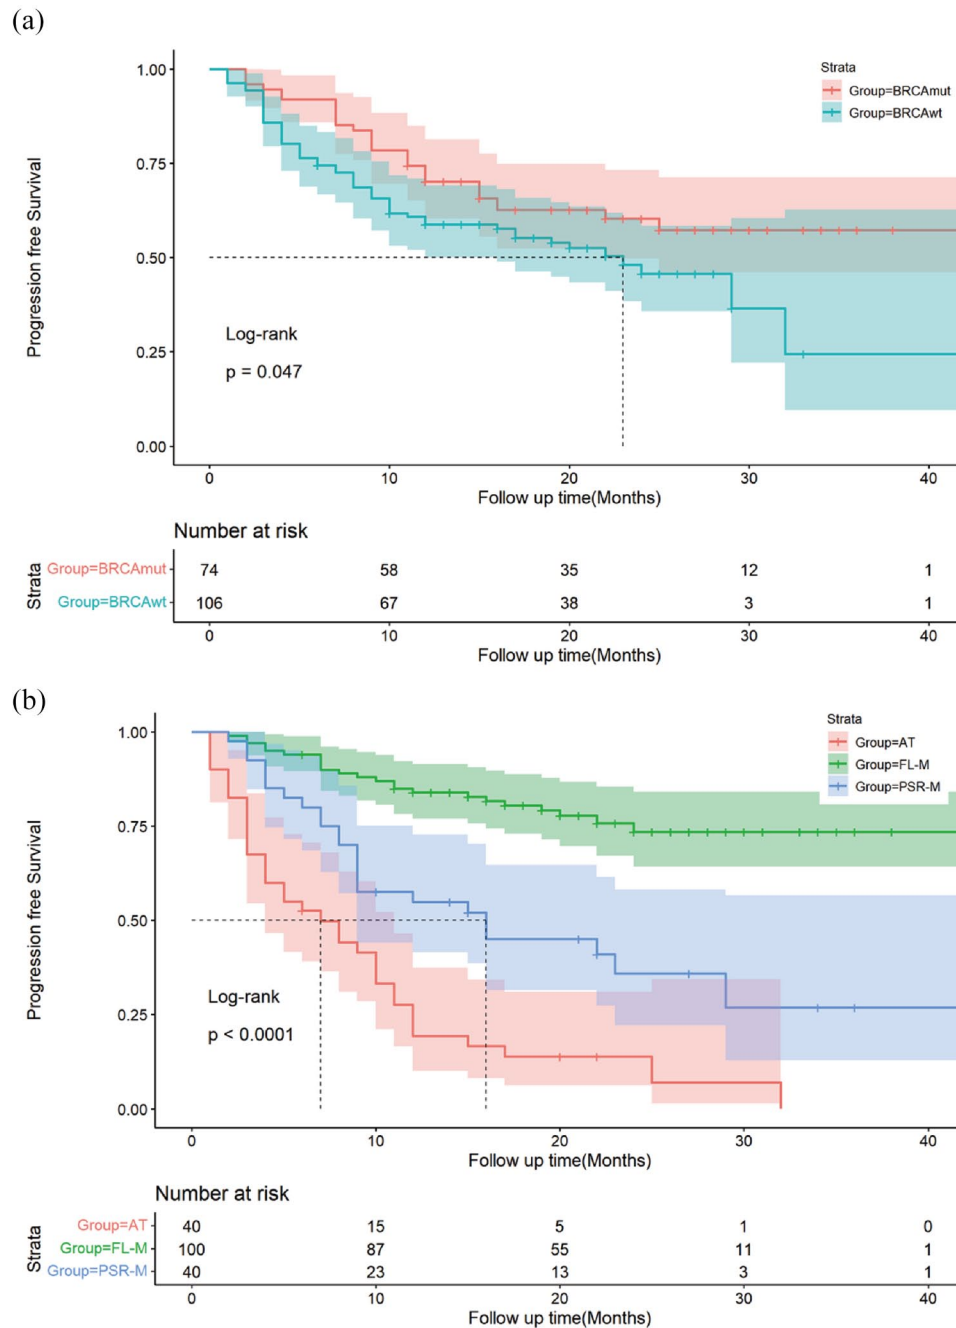 (a)
Strata
Group=BRCAmut
Group=BRCAwt
1.00
0.75
0.50
0.25
0.00
Progression free Survival
Log-rank
p = 0.047
0 10 20 30 40
Follow up time(Months)
Number at risk
Strata
Group=BRCAmut 74 58 35 12 1
Group=BRCAwt 106 67 38 3 1
0 10 20 30 40
Follow up time(Months)
(b)
Strata
Group=AT
Group=FL-M
Group=PSR-M
1.00
0.75
0.50
0.25
0.00
Progression free Survival
Log-rank
p < 0.0001
0 10 20 30 40
Follow up time(Months)
Number at risk
Strata
Group=AT 40 15 5 1 0
Group=FL-M 100 87 55 11 1
Group=PSR-M 40 23 13 3 1
0 10 20 30 40
Follow up time(Months)